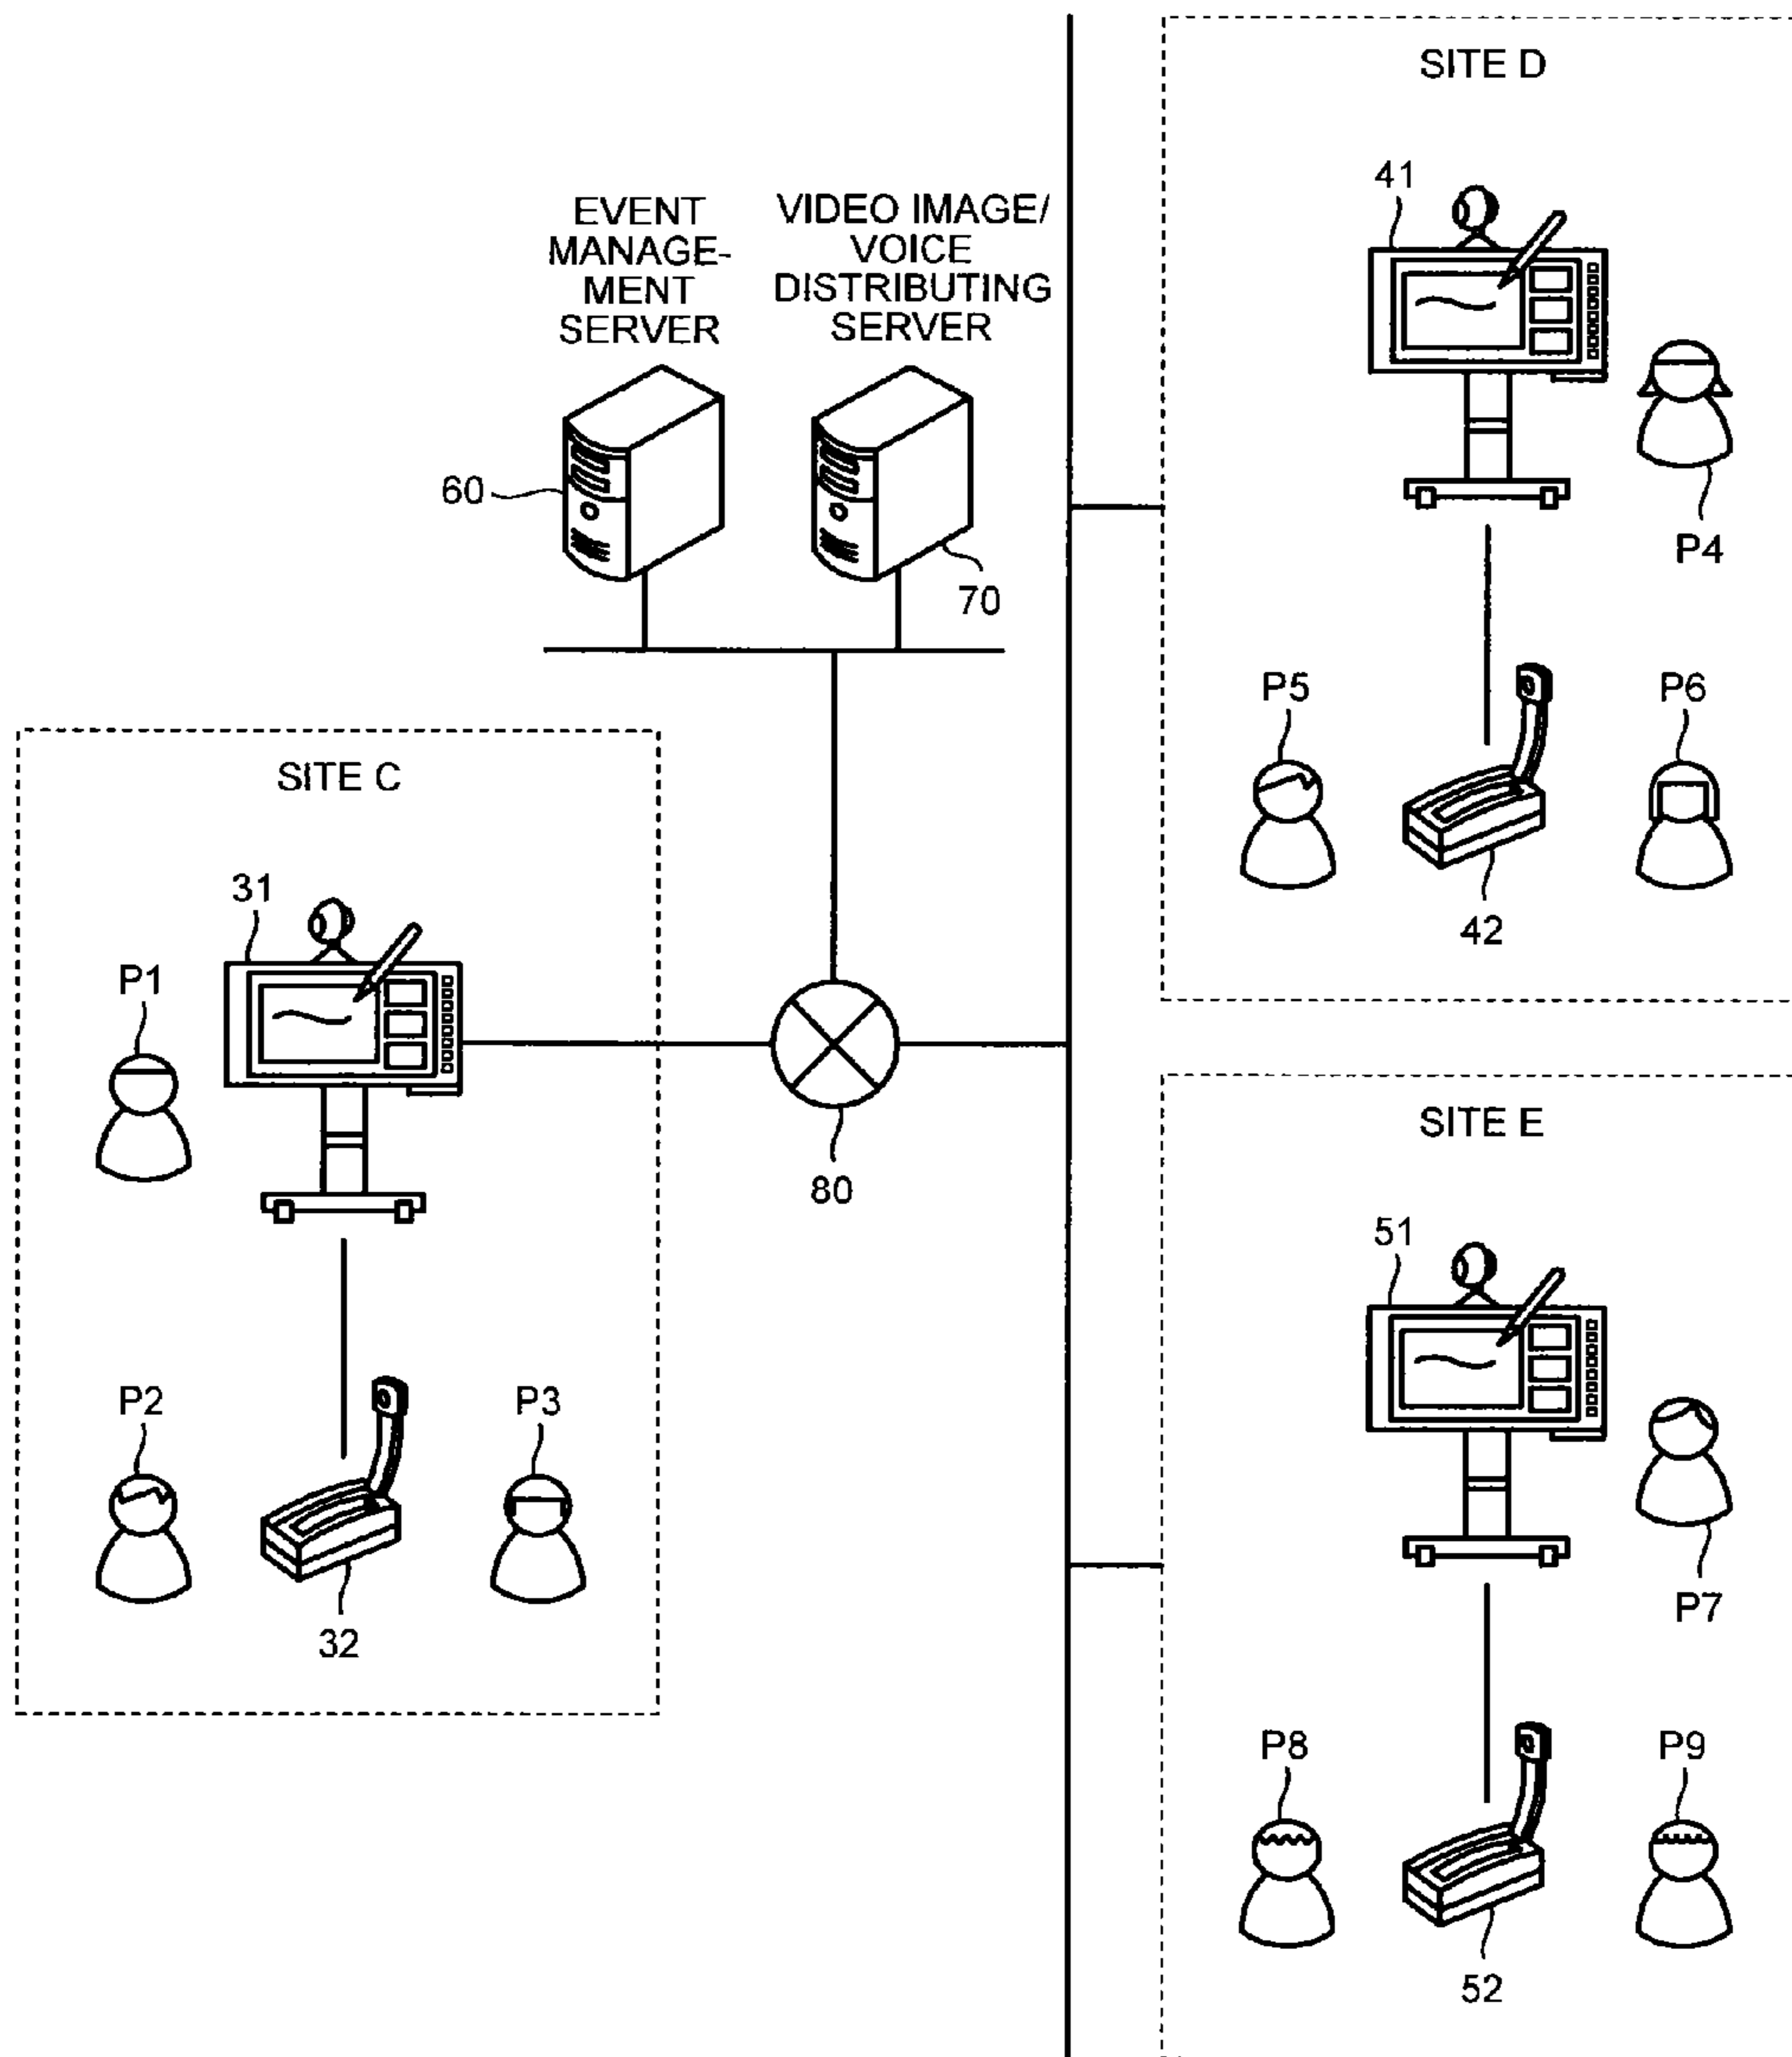 SITE D
41
P4
P5
P6
42
EVENT
MANAGE-
MENT
SERVER
VIDEO IMAGE/
VOICE
DISTRIBUTING
SERVER
60
70
SITE C
31
P1
80
P2
P3
32
SITE E
51
P7
P8
P9
52